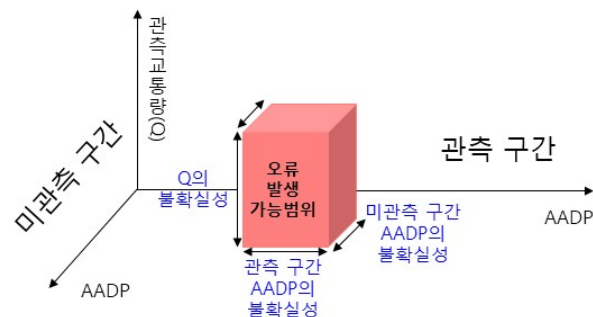 관측교통량(Q)
미관측 구간
관측 구간
Q의
불확실성
오류
발생
가능범위
미관측 구간
AADP의
불확실성
AADP
관측 구간
AADP의
불확실성
AADP